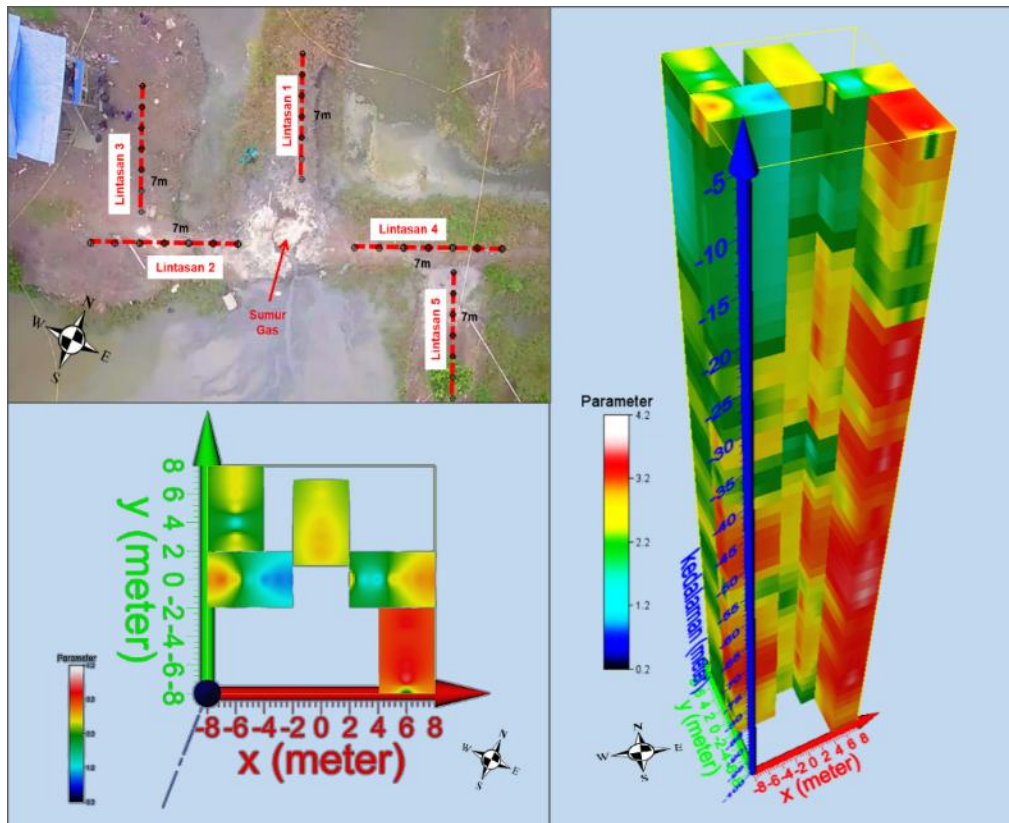 Lintasan 1
7m
Lintasan 3
7m
7m
Lintasan 2
Lintasan 4
7m
Lintasan 5
7m
Sumur
Gas
N
W
E
S
8
6
4
2
0
-2
-4
-6
-8
y (meter)
-8 -6 -4 -2 0 2 4 6 8
x (meter)
Parameter
N
W
E
S
-5
-10
-15
-20
-25
-30
-35
-40
-45
-50
kedalaman (meter)
Parameter
4.2
3.2
2.2
1.2
0.2
y (meter)
-8 -6 -4 -2 0 2 4 6 8
x (meter)
N
W
E
S